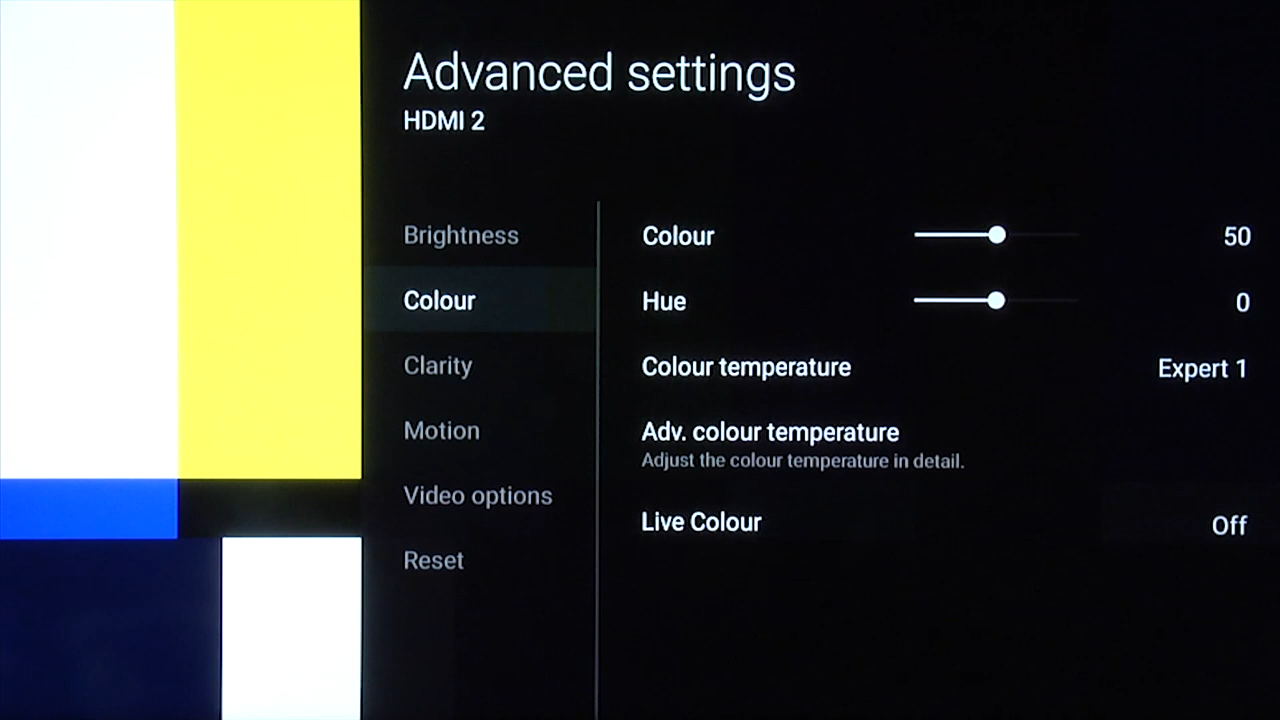 Advanced settings
HDMI 2
Brightness
Colour
Clarity
Motion
Video options
Reset
Colour 50
Hue 0
Colour temperature Expert 1
Adv. colour temperature
Adjust the colour temperature in detail.
Live Colour Off